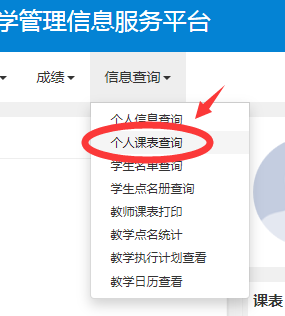 学管理信息服务平台
成绩
信息查询
个人信息查询
个人课表查询
学生名单查询
学生点名册查询
教师课表打印
教学点名统计
教学执行计划查看
教学日历查看
课表